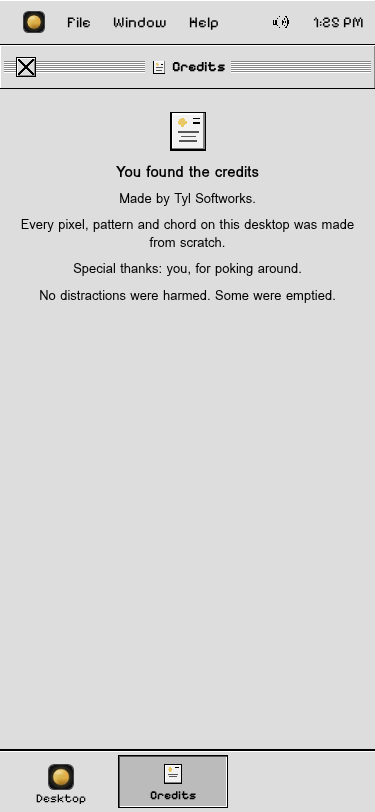 File Window Help 1:29 PM
Credits
You found the credits
Made by Tyl Softworks.
Every pixel, pattern and chord on this desktop was made
from scratch.
Special thanks: you, for poking around.
No distractions were harmed. Some were emptied.
Desktop
Credits